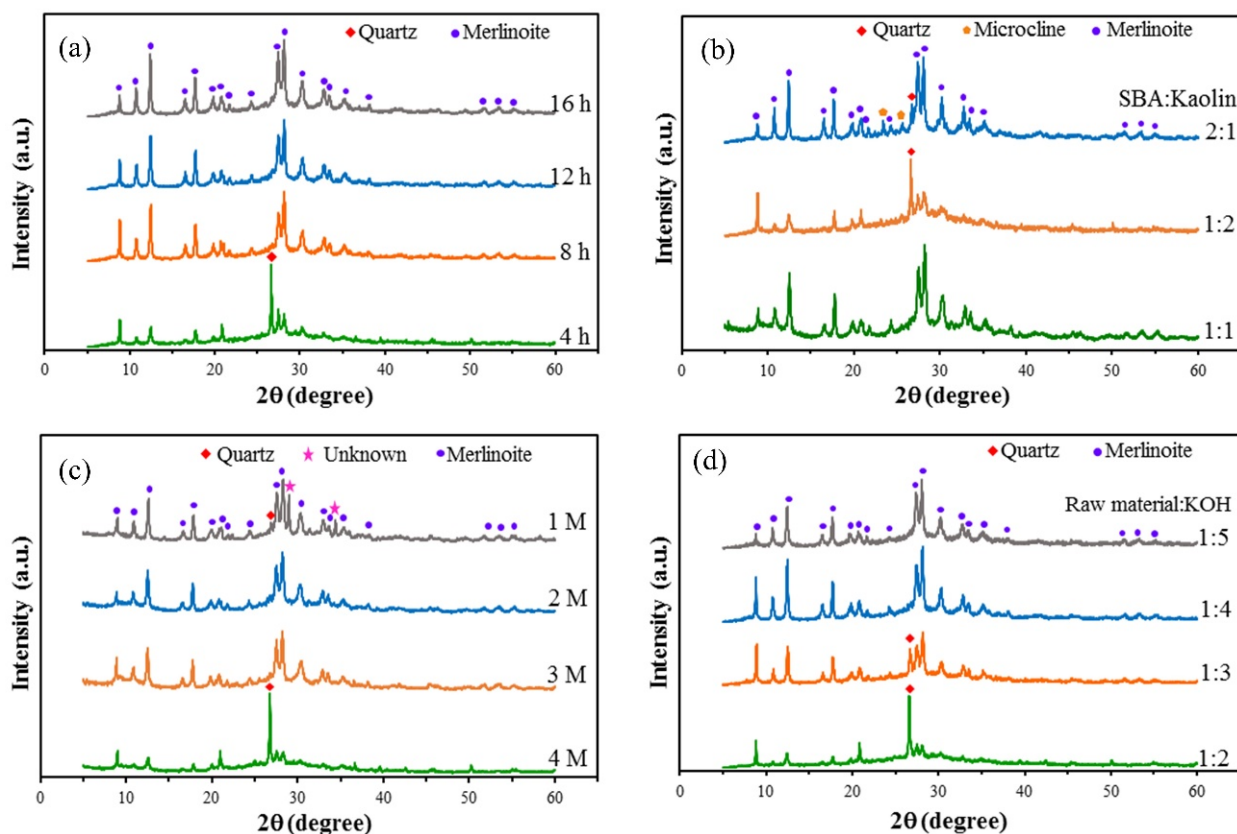 (a)
Quartz Merlinoite
16 h
12 h
8 h
4 h
Intensity (a.u.)
0 10 20 30 40 50 60
2θ (degree)
(b)
Quartz Microcline Merlinoite
SBA:Kaolin
2:1
1:2
1:1
Intensity (a.u.)
0 10 20 30 40 50 60
2θ (degree)
(c)
Quartz Unknown Merlinoite
1 M
2 M
3 M
4 M
Intensity (a.u.)
0 10 20 30 40 50 60
2θ (degree)
(d)
Quartz Merlinoite
Raw material:KOH
1:5
1:4
1:3
1:2
Intensity (a.u.)
0 10 20 30 40 50 60
2θ (degree)